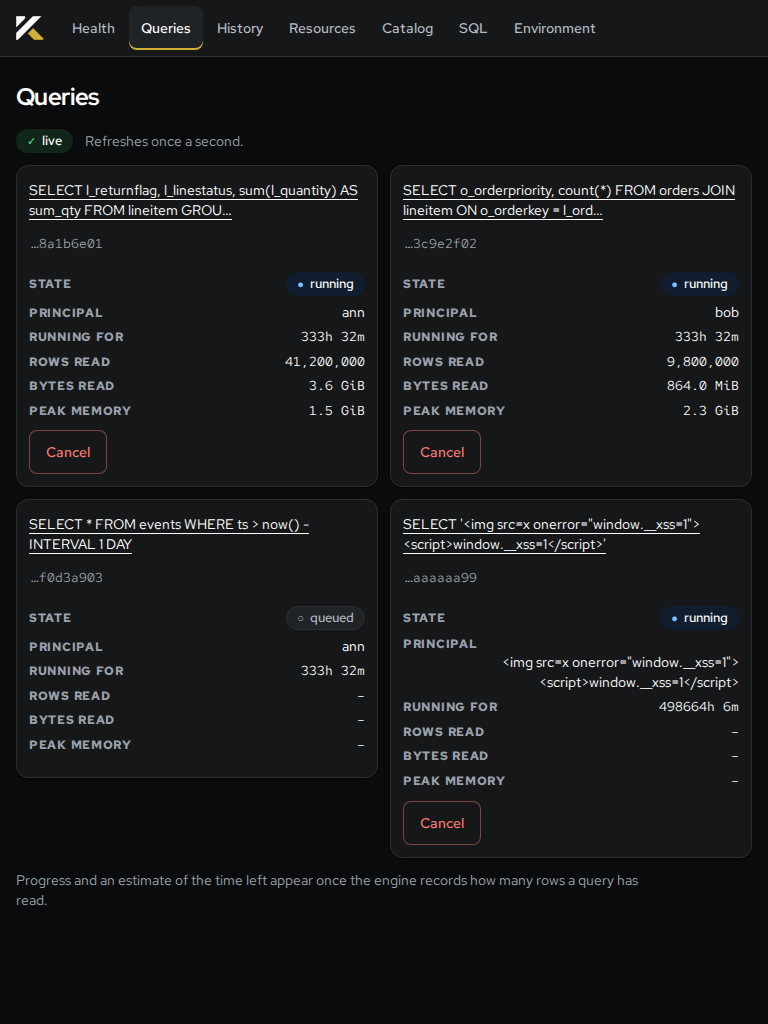 Health Queries History Resources Catalog SQL Environment
Queries
✓ live Refreshes once a second.
SELECT l_returnflag, l_linestatus, sum(l_quantity) AS
sum_qty FROM lineitem GROU…
…8a1b6e01
STATE ● running
PRINCIPAL ann
RUNNING FOR 333h 32m
ROWS READ 41,200,000
BYTES READ 3.6 GiB
PEAK MEMORY 1.5 GiB
Cancel
SELECT o_orderpriority, count(*) FROM orders JOIN
lineitem ON o_orderkey = l_ord…
…3c9e2f02
STATE ● running
PRINCIPAL bob
RUNNING FOR 333h 32m
ROWS READ 9,800,000
BYTES READ 864.0 MiB
PEAK MEMORY 2.3 GiB
Cancel
SELECT * FROM events WHERE ts > now() -
INTERVAL 1 DAY
…f0d3a903
STATE ○ queued
PRINCIPAL ann
RUNNING FOR 333h 32m
ROWS READ –
BYTES READ –
PEAK MEMORY –
SELECT '<img src=x onerror="window.__xss=1">
<script>window.__xss=1</script>'
…aaaaaa99
STATE ● running
PRINCIPAL
<img src=x onerror="window.__xss=1">
<script>window.__xss=1</script>
RUNNING FOR 498664h 6m
ROWS READ –
BYTES READ –
PEAK MEMORY –
Cancel
Progress and an estimate of the time left appear once the engine records how many rows a query has
read.